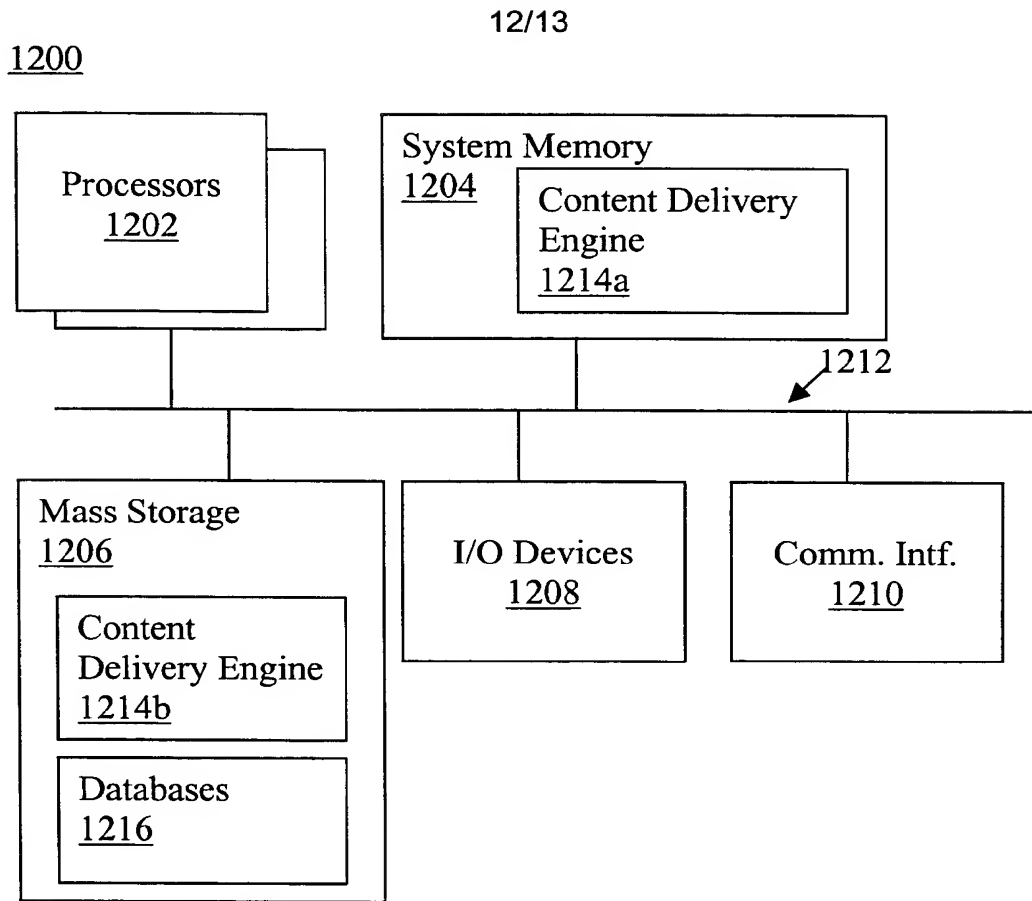 12/13
1200
Processors
1202
System Memory
1204
Content Delivery
Engine
1214a
1212
Mass Storage
1206
Content
Delivery Engine
1214b
Databases
1216
I/O Devices
1208
Comm. Intf.
1210